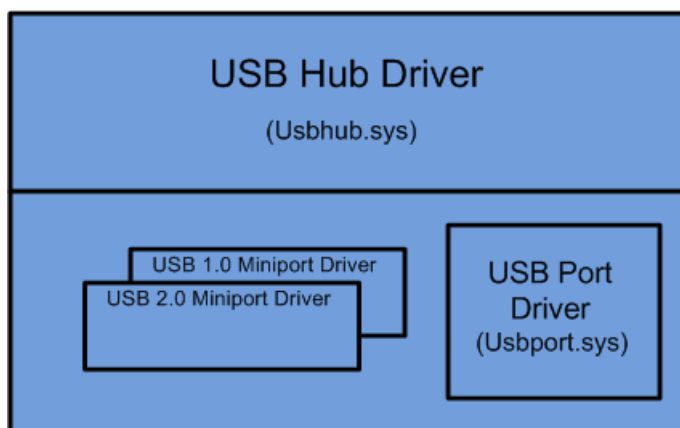 USB Hub Driver
(Usbhub.sys)
USB 1.0 Miniport Driver
USB 2.0 Miniport Driver
USB Port
Driver
(Usbport.sys)